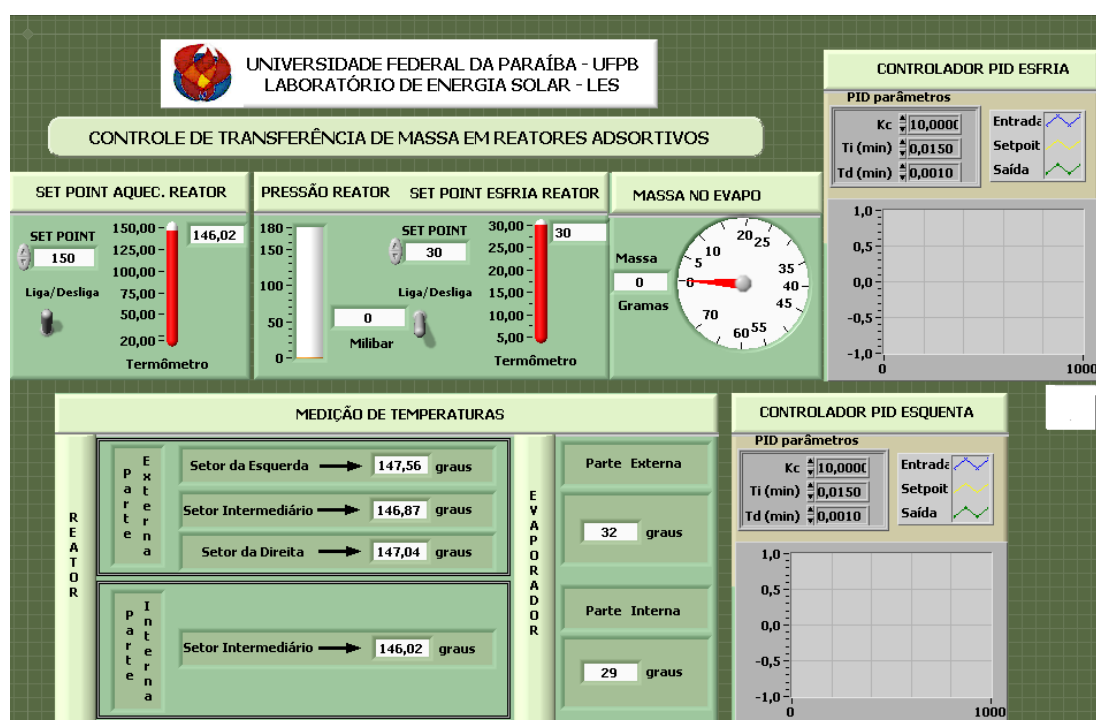 UNIVERSIDADE FEDERAL DA PARAÍBA - UFPB
LABORATÓRIO DE ENERGIA SOLAR - LES
CONTROLE DE TRANSFERÊNCIA DE MASSA EM REATORES ADSORTIVOS
SET POINT AQUEC. REATOR
SET POINT
150
Liga/Desliga
150,00
125,00
100,00
75,00
50,00
20,00
146,02
Termômetro
PRESSÃO REATOR
180
150
100
50
0
0
Milibar
SET POINT ESFRIA REATOR
SET POINT
30
Liga/Desliga
30,00
25,00
20,00
15,00
10,00
5,00
30
Termômetro
MASSA NO EVAPO
Massa
0
Gramas
0
5
10
20
25
35
40
45
55
60
70
CONTROLADOR PID ESFRIA
PID parâmetros
Kc 10,000
Ti (min) 0,0150
Td (min) 0,0010
Entrada
Setpoit
Saída
1,0
0,5
0,0
-0,5
-1,0
0 1000
MEDIÇÃO DE TEMPERATURAS
REATOR
Parte Externa
Setor da Esquerda 147,56 graus
Setor Intermediário 146,87 graus
Setor da Direita 147,04 graus
Parte Interna
Setor Intermediário 146,02 graus
EVAPORADOR
Parte Externa
32 graus
Parte Interna
29 graus
CONTROLADOR PID ESQUENTA
PID parâmetros
Kc 10,000
Ti (min) 0,0150
Td (min) 0,0010
Entrada
Setpoit
Saída
1,0
0,5
0,0
-0,5
-1,0
0 1000